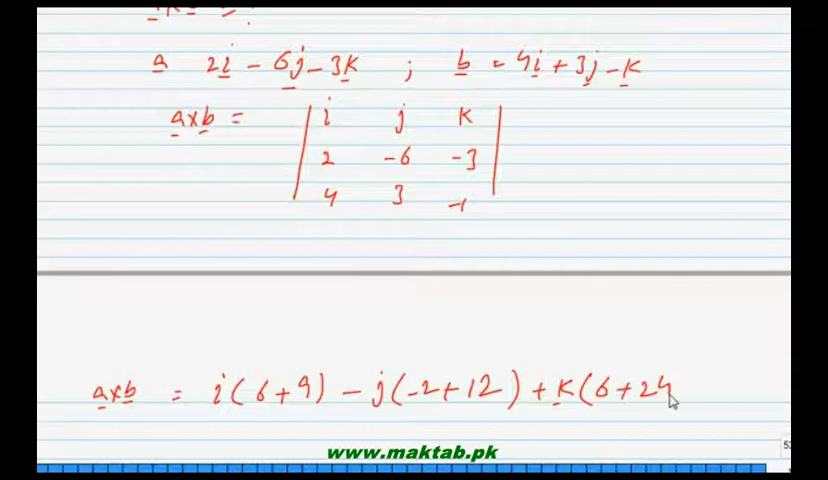 a 2i - 6j - 3k ; b = 4i + 3j - k
a x b = | i j k |
2 -6 -3
4 3 -1
a x b = i(6+9) - j(-2+12) + k(6+24
www.maktab.pk